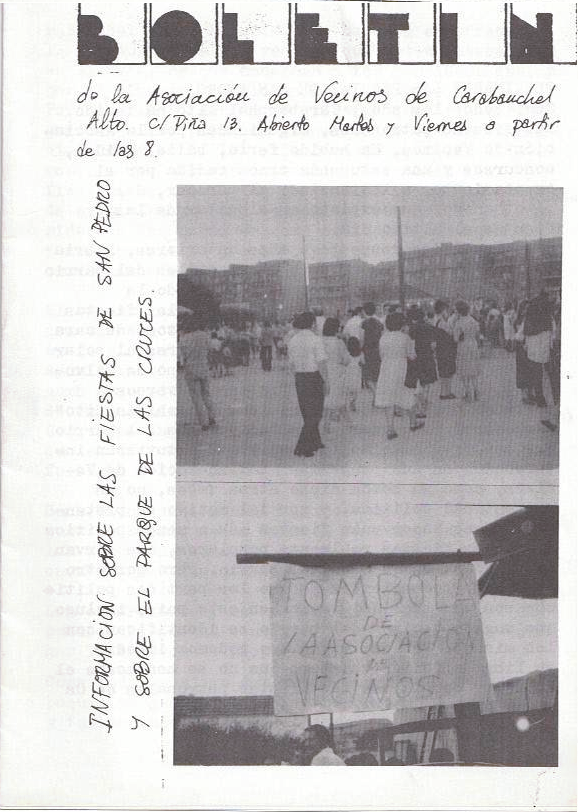 BOLETIN
de la Asociación de Vecinos de Carabanchel
Alto. C/ Piña 13. Abierto Martes y Viernes a partir
de las 8.
INFORMACION SOBRE LAS FIESTAS DE SAN PEDRO
Y SOBRE EL PARQUE DE LAS CRUCES
TOMBOLA
DE
LA ASOCIACION
DE
VECINOS